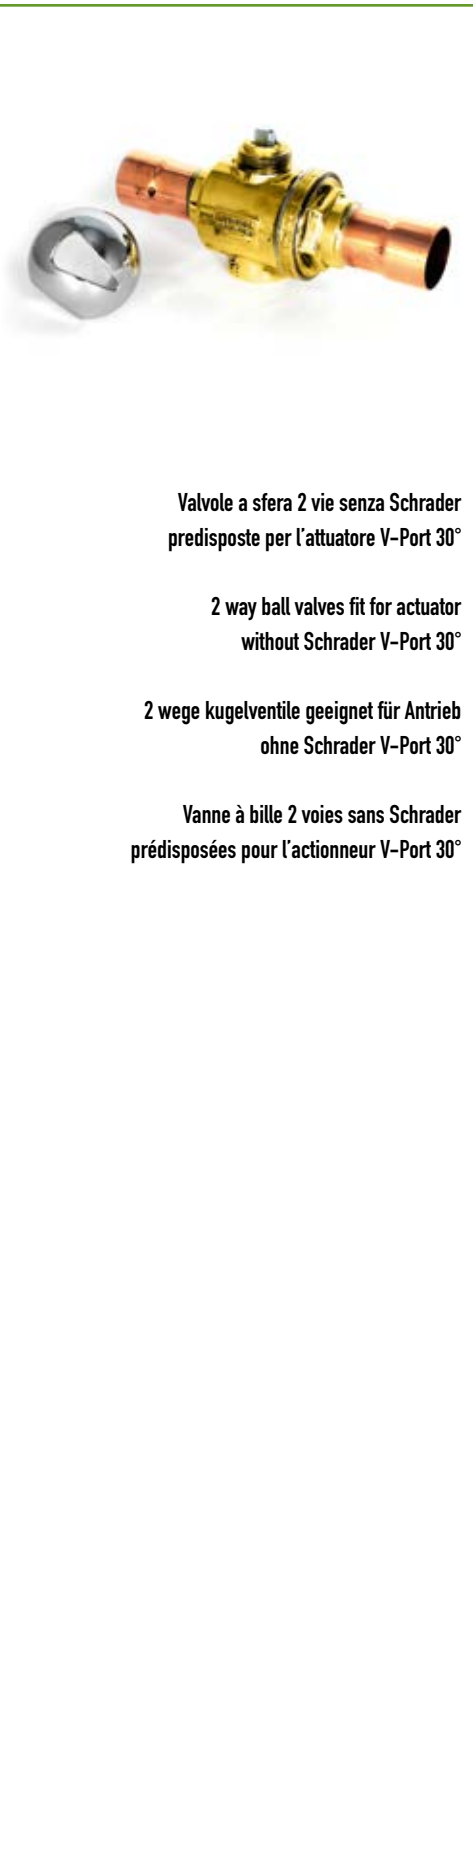 Valvole a sfera 2 vie senza Schrader
predisposte per l'attuatore V-Port 30°
2 way ball valves fit for actuator
without Schrader V-Port 30°
2 wege kugelventile geeignet für Antrieb
ohne Schrader V-Port 30°
Vanne à bille 2 voies sans Schrader
prédisposées pour l'actionneur V-Port 30°